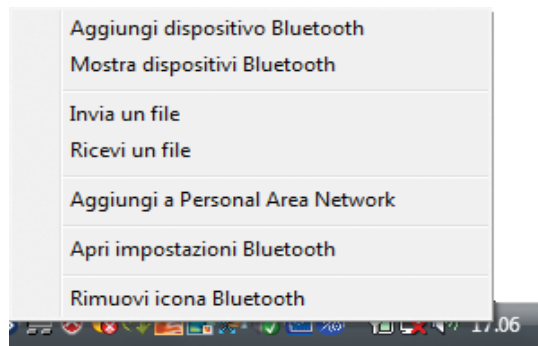 Aggiungi dispositivo Bluetooth
Mostra dispositivi Bluetooth
Invia un file
Ricevi un file
Aggiungi a Personal Area Network
Apri impostazioni Bluetooth
Rimuovi icona Bluetooth
17.06